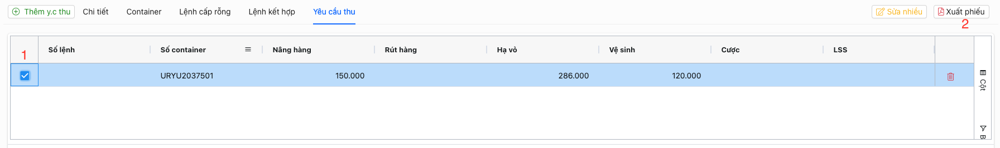 Thêm y.c thu Chi tiết Container Lệnh cấp rỗng Lệnh kết hợp Yêu cầu thu Sửa nhiều Xuất phiếu
2
1 Số lệnh Số container Nâng hàng Rút hàng Hạ vỏ Vệ sinh Cược LSS
URYU2037501 150.000 286.000 120.000
Cột
B